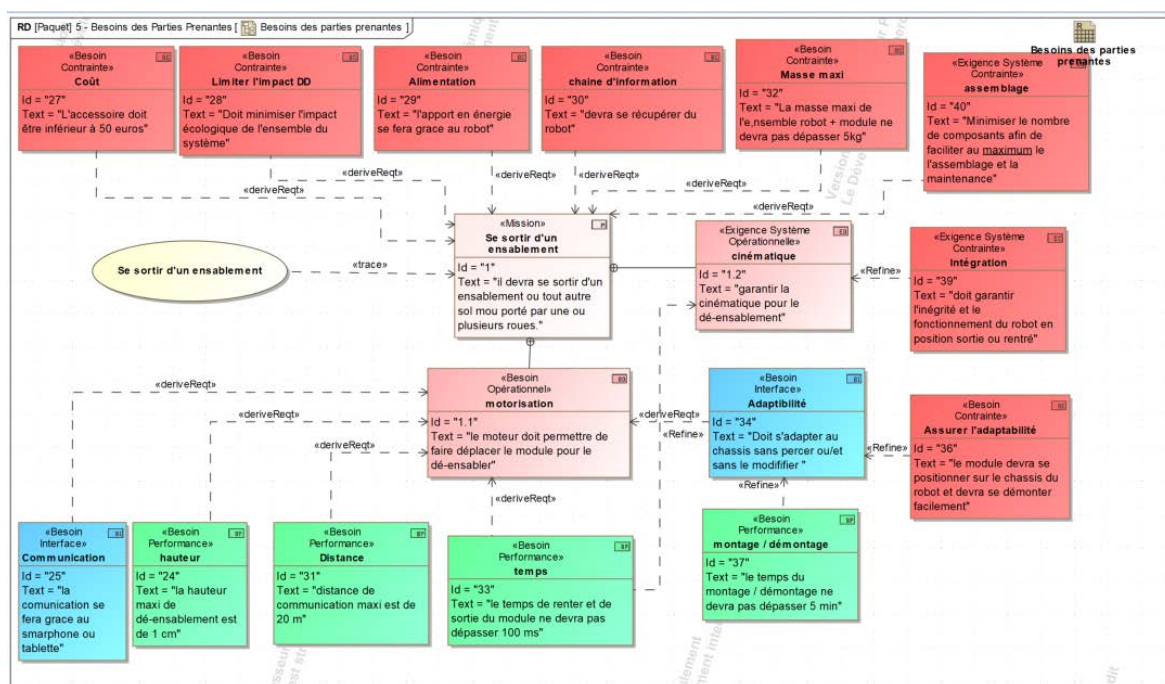 RD [Paquet] 5 - Besoins des Parties Prenantes [ Besoins des parties prenantes ]
Besoins des parties
prenantes
«Besoin
Contrainte»
Coût
Id = "27"
Text = "L'accessoire doit
être inférieur à 50 euros"
«Besoin
Contrainte»
Limiter l'impact DD
Id = "28"
Text = "Doit minimiser l'impact
écologique de l'ensemble du
système"
«Besoin
Contrainte»
Alimentation
Id = "29"
Text = "l'apport en énergie
se fera grace au robot"
«Besoin
Contrainte»
chaine d'information
Id = "30"
Text = "devra se récupérer du
robot"
«Besoin
Contrainte»
Masse maxi
Id = "32"
Text = "La masse maxi de
l'e,nsemble robot + module ne
devra pas dépasser 5kg"
«Exigence Système
Contrainte»
assemblage
Id = "40"
Text = "Minimiser le nombre
de composants afin de
faciliter au maximum le
l'assemblage et la
maintenance"
«deriveReqt»
«deriveReqt»
«deriveReqt»
«deriveReqt»
«deriveReqt»
«deriveReqt»
Se sortir d'un ensablement
«trace»
«Mission»
Se sortir d'un
ensablement
Id = "1"
Text = "il devra se sortir d'un
ensablement ou tout autre
sol mou porté par une ou
plusieurs roues."
«Exigence Système
Opérationnelle»
cinématique
Id = "1.2"
Text = "garantir la
cinématique pour le
dé-ensablement"
«Refine»
«Exigence Système
Contrainte»
Intégration
Id = "39"
Text = "doit garantir
l'inégrité et le
fonctionnement du robot en
position sortie ou rentré"
«deriveReqt»
«deriveReqt»
«deriveReqt»
«Besoin
Opérationnel»
motorisation
Id = "1.1"
Text = "le moteur doit permettre de
faire déplacer le module pour le
dé-ensabler"
«deriveReqt»
«Refine»
«Besoin
Interface»
Adaptibilité
Id = "34"
Text = "Doit s'adapter au
chassis sans percer ou/et
sans le modififier "
«Refine»
«Besoin
Contrainte»
Assurer l'adaptabilité
Id = "36"
Text = "le module devra se
positionner sur le chassis du
robot et devra se démonter
facilement"
«deriveReqt»
«Refine»
«Besoin
Interface»
Communication
Id = "25"
Text = "la
comunication se
fera grace au
smarphone ou
tablette"
«Besoin
Performance»
hauteur
Id = "24"
Text = "la hauteur
maxi de
dé-ensablement est
de 1 cm"
«Besoin
Performance»
Distance
Id = "31"
Text = "distance de
communication maxi est de
20 m"
«Besoin
Performance»
temps
Id = "33"
Text = "le temps de renter et de
sortie du module ne devra pas
dépasser 100 ms"
«Besoin
Performance»
montage / démontage
Id = "37"
Text = "le temps du
montage / démontage ne
devra pas dépasser 5 min"